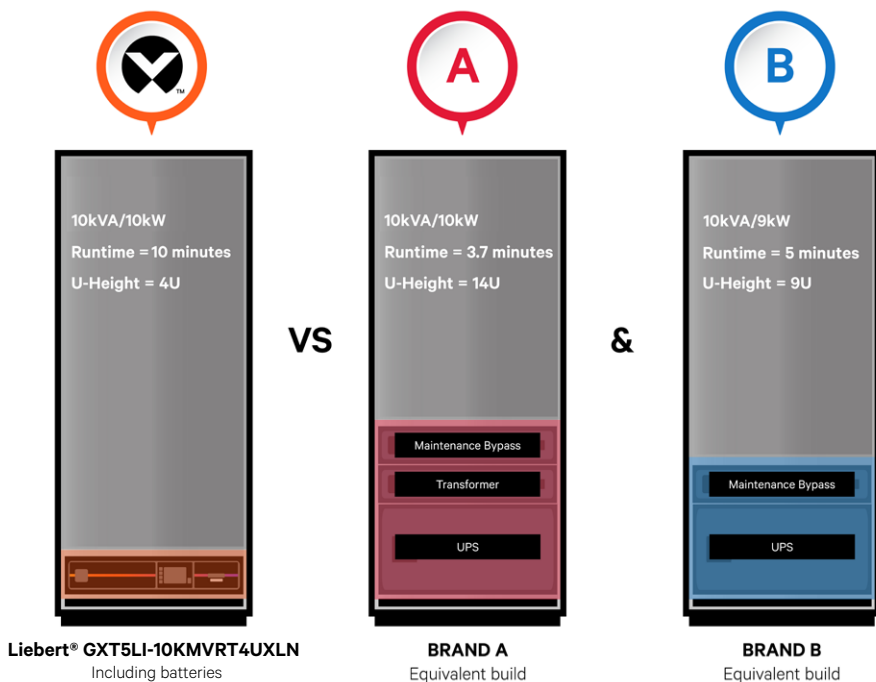 TM
A
B
10kVA/10kW
Runtime = 10 minutes
U-Height = 4U
VS
10kVA/10kW
Runtime = 3.7 minutes
U-Height = 14U
Maintenance Bypass
Transformer
UPS
&
10kVA/9kW
Runtime = 5 minutes
U-Height = 9U
Maintenance Bypass
UPS
Liebert® GXT5LI-10KMVRT4UXLN
Including batteries
BRAND A
Equivalent build
BRAND B
Equivalent build